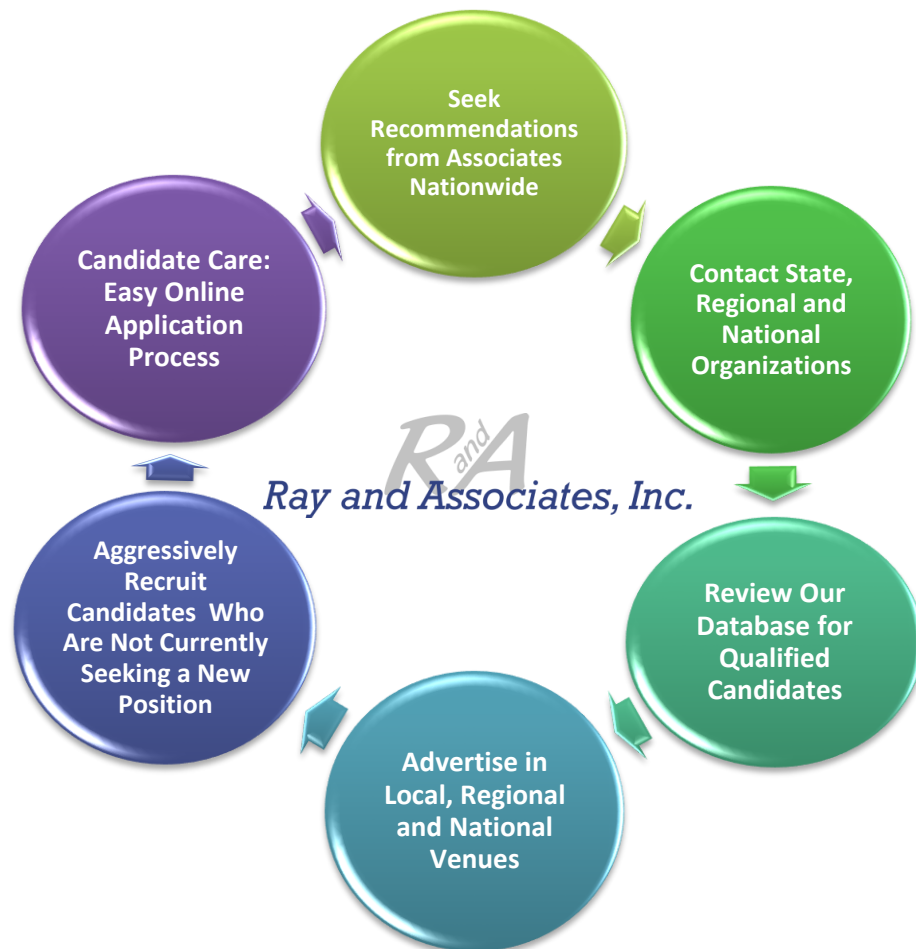 Seek
Recommendations
from Associates
Nationwide
Contact State,
Regional and
National
Organizations
Review Our
Database for
Qualified
Candidates
Advertise in
Local, Regional
and National
Venues
Aggressively
Recruit
Candidates Who
Are Not Currently
Seeking a New
Position
Candidate Care:
Easy Online
Application
Process
R and A
Ray and Associates, Inc.